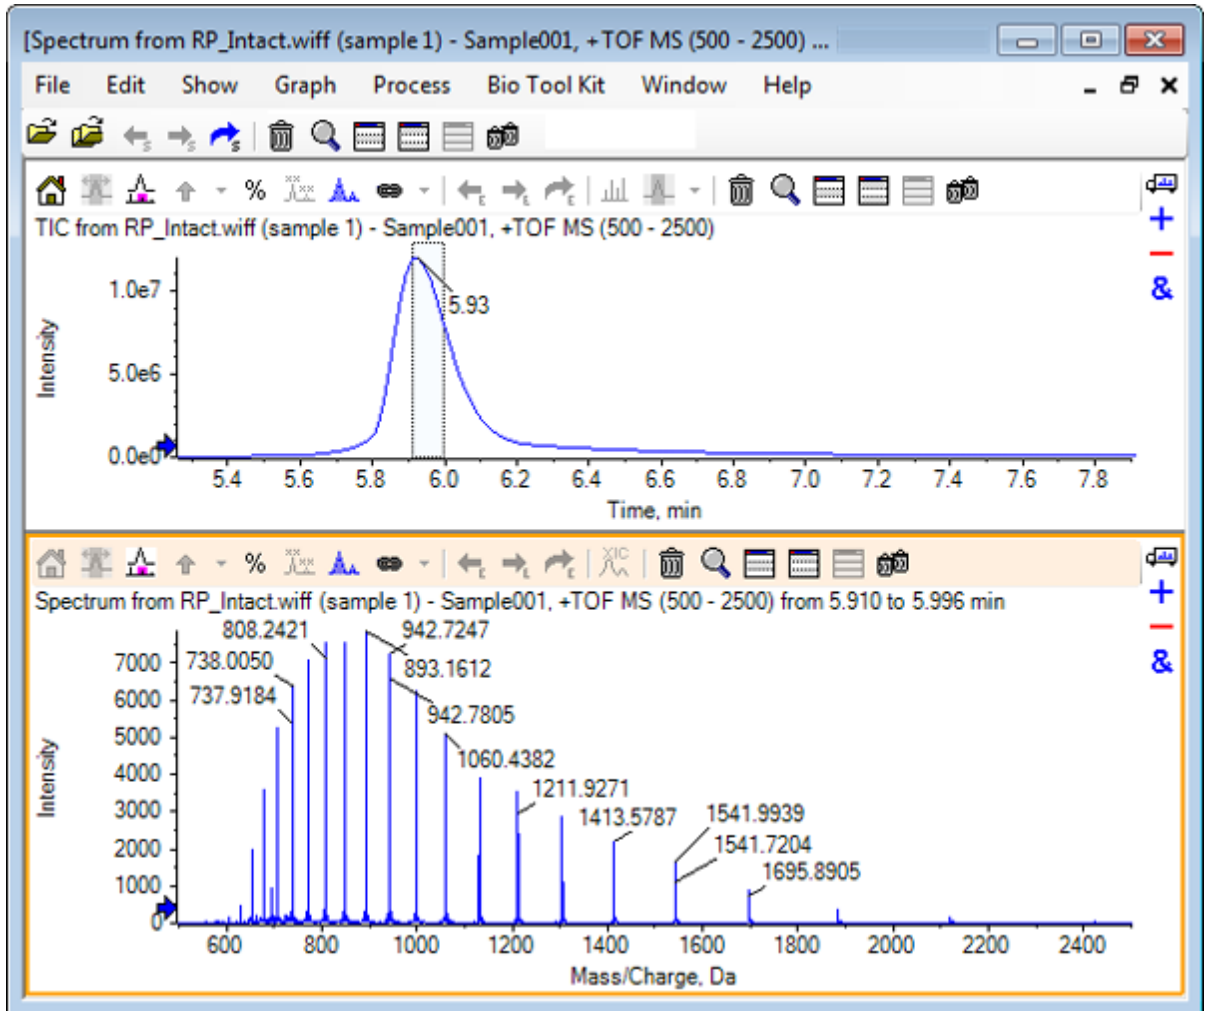 [Spectrum from RP_Intact.wiff (sample 1) - Sample001, +TOF MS (500 - 2500) ...
File Edit Show Graph Process Bio Tool Kit Window Help
%
TIC from RP_Intact.wiff (sample 1) - Sample001, +TOF MS (500 - 2500)
+
−
&
1.0e7
5.0e6
0.0e0
Intensity
5.93
5.4 5.6 5.8 6.0 6.2 6.4 6.6 6.8 7.0 7.2 7.4 7.6 7.8
Time, min
% XIC
Spectrum from RP_Intact.wiff (sample 1) - Sample001, +TOF MS (500 - 2500) from 5.910 to 5.996 min
+
−
&
808.2421 942.7247
738.0050 893.1612
737.9184
942.7805
1060.4382
1211.9271
1413.5787
1541.9939
1541.7204
1695.8905
7000
6000
5000
4000
3000
2000
1000
0
Intensity
600 800 1000 1200 1400 1600 1800 2000 2200 2400
Mass/Charge, Da